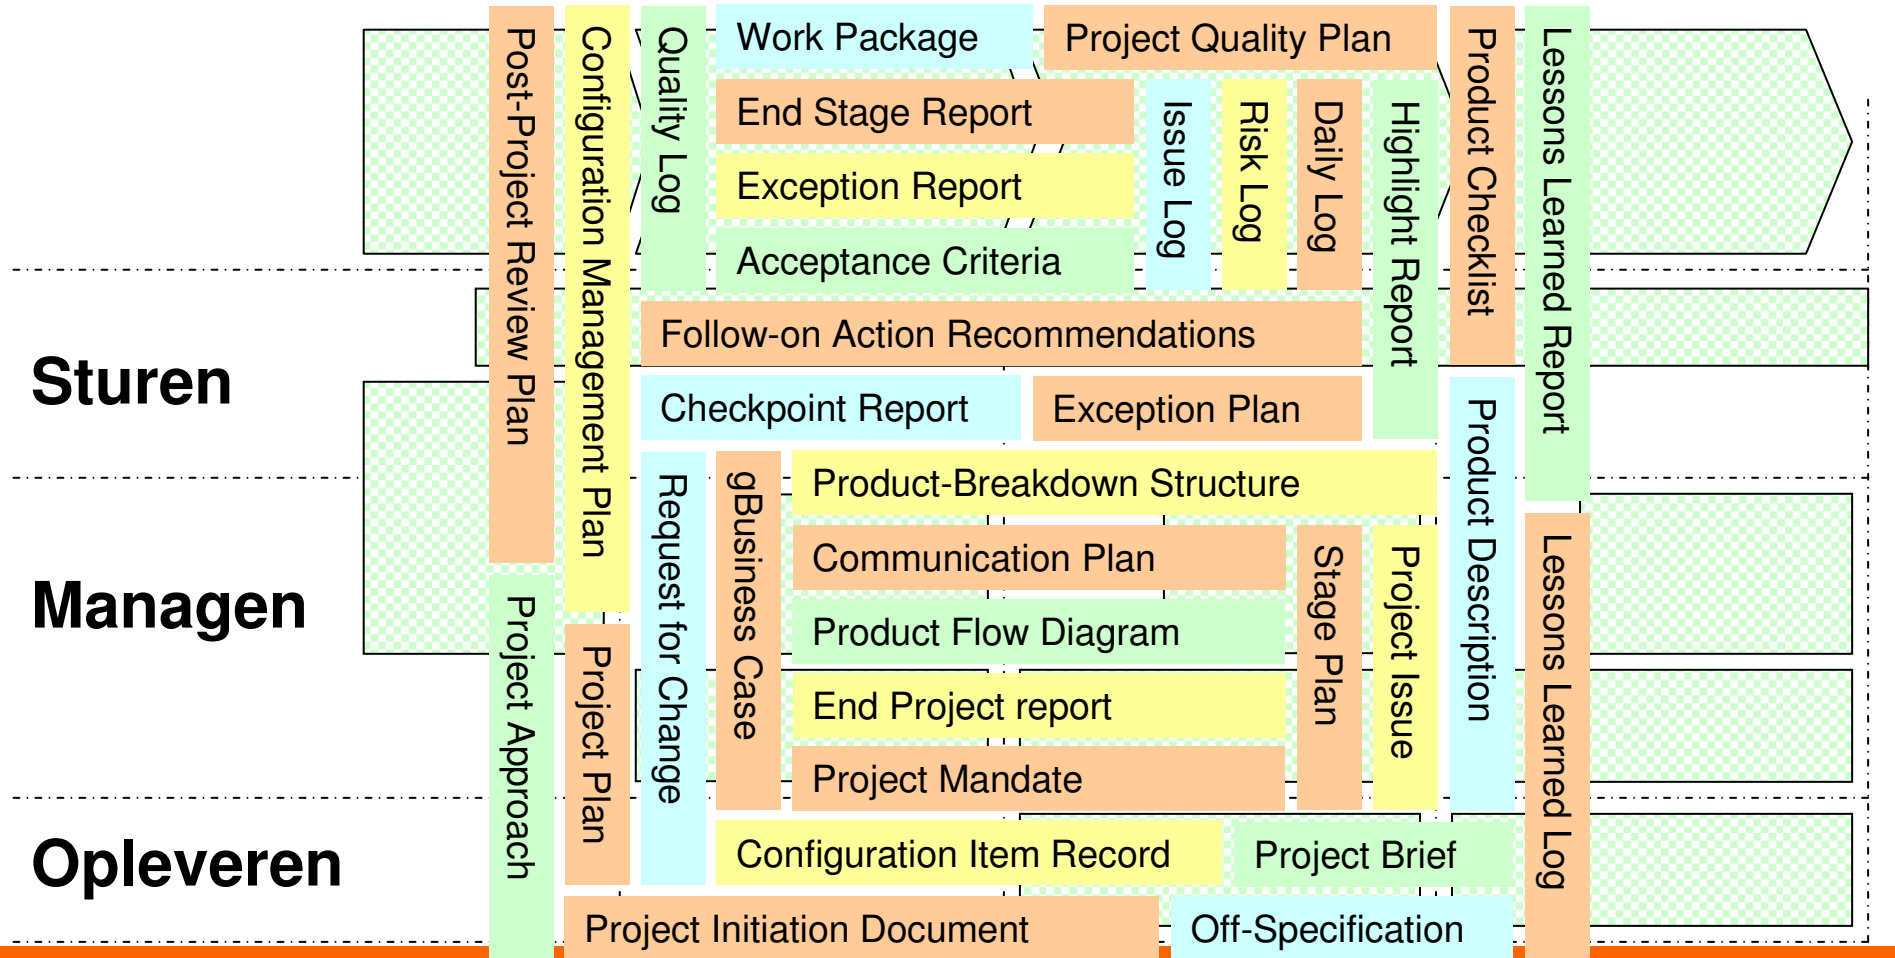 Post-Project Review Plan
Configuration Management Plan
Quality Log
Work Package
Project Quality Plan
Product Checklist
Lessons Learned Report
End Stage Report
Issue Log
Risk Log
Daily Log
Highlight Report
Exception Report
Acceptance Criteria
Follow-on Action Recommendations
Sturen
Checkpoint Report
Exception Plan
Product Description
Request for Change
gBusiness Case
Product-Breakdown Structure
Communication Plan
Stage Plan
Project Issue
Lessons Learned Log
Managen
Project Approach
Project Plan
Product Flow Diagram
End Project report
Project Mandate
Opleveren
Configuration Item Record
Project Brief
Project Initiation Document
Off-Specification